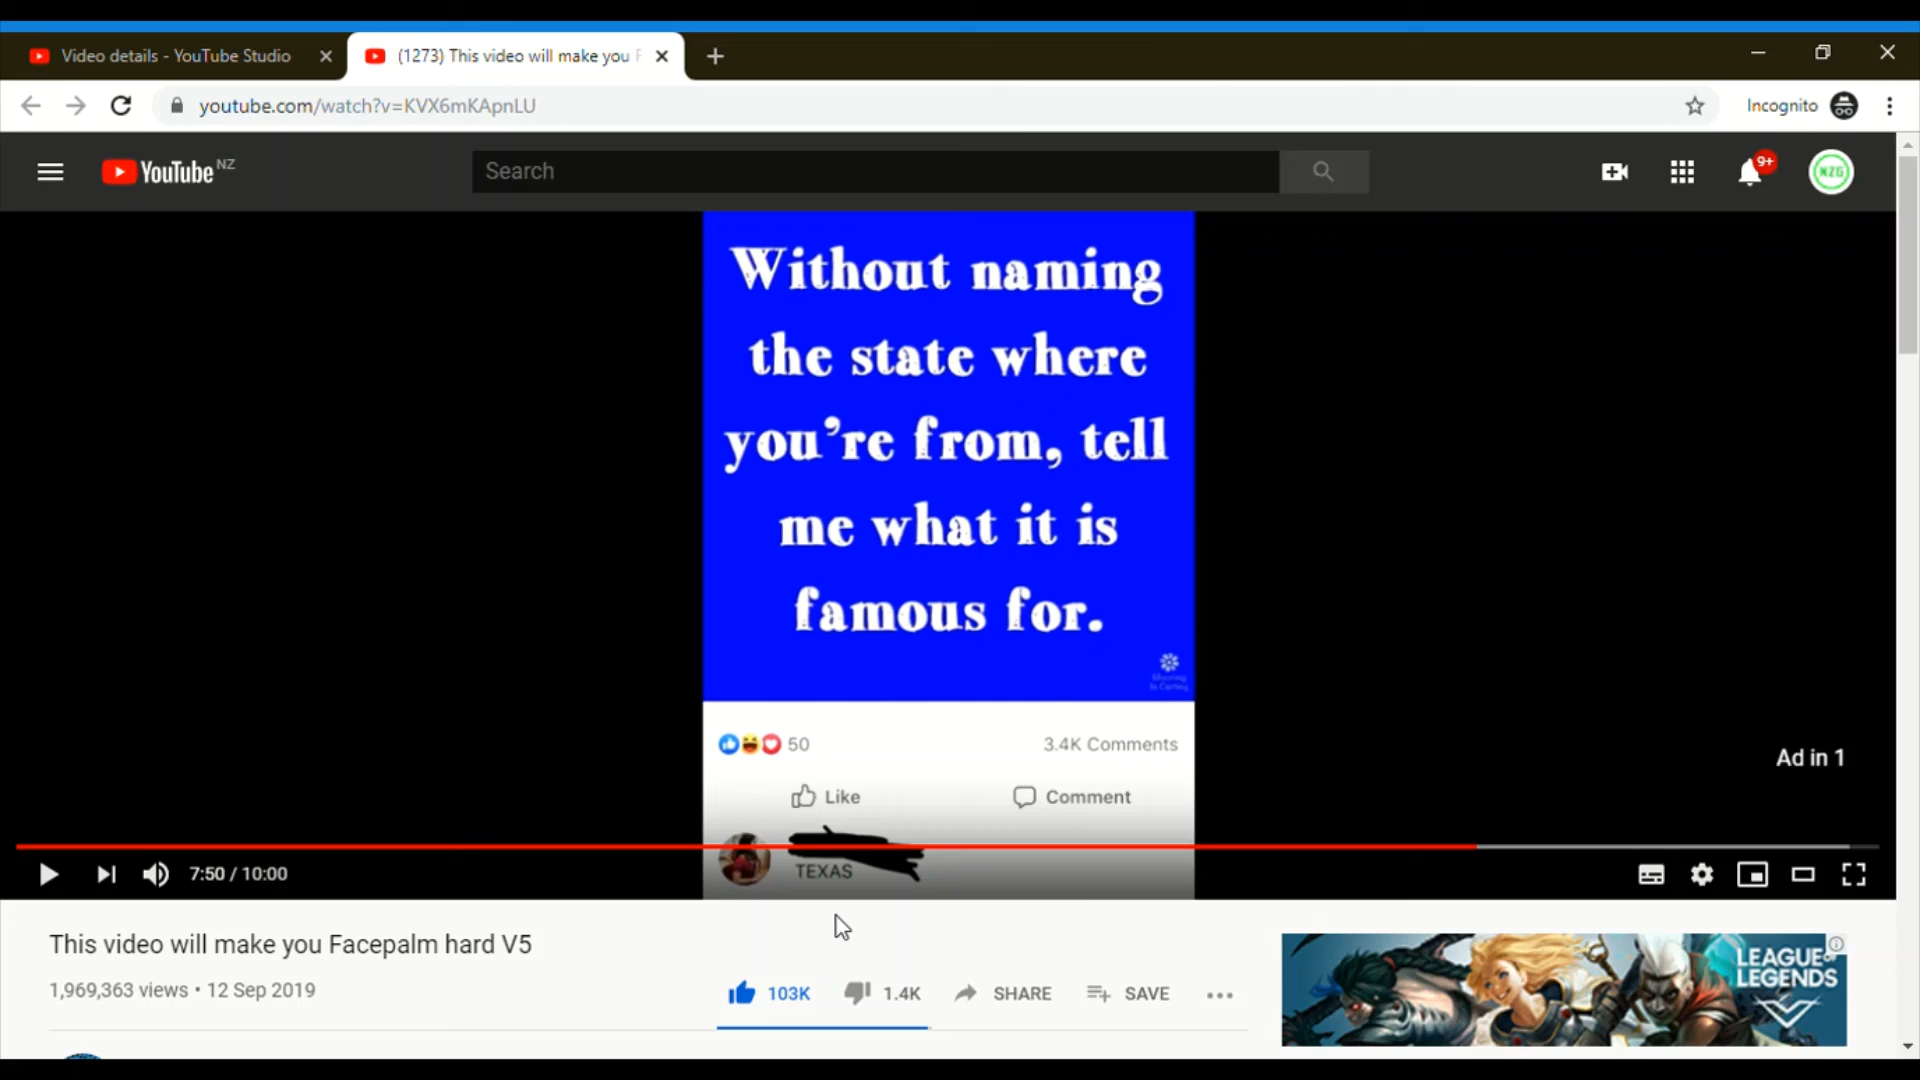 Video details - YouTube Studio
(1273) This video will make you F
youtube.com/watch?v=KVX6mKApnLU
Incognito
YouTube NZ
Search
9+
NZG
Without naming
the state where
you're from, tell
me what it is
famous for.
50
3.4K Comments
Ad in 1
Like
Comment
TEXAS
7:50 / 10:00
This video will make you Facepalm hard V5
1,969,363 views • 12 Sep 2019
103K
1.4K
SHARE
SAVE
LEAGUE OF
LEGENDS